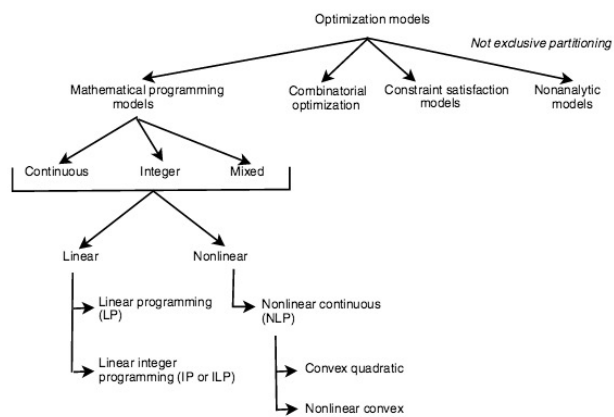 Optimization models
Not exclusive partitioning
Mathematical programming
models
Combinatorial
optimization
Constraint satisfaction
models
Nonanalytic
models
Continuous
Integer
Mixed
Linear
Nonlinear
Linear programming
(LP)
Nonlinear continuous
(NLP)
Linear integer
programming (IP or ILP)
Convex quadratic
Nonlinear convex